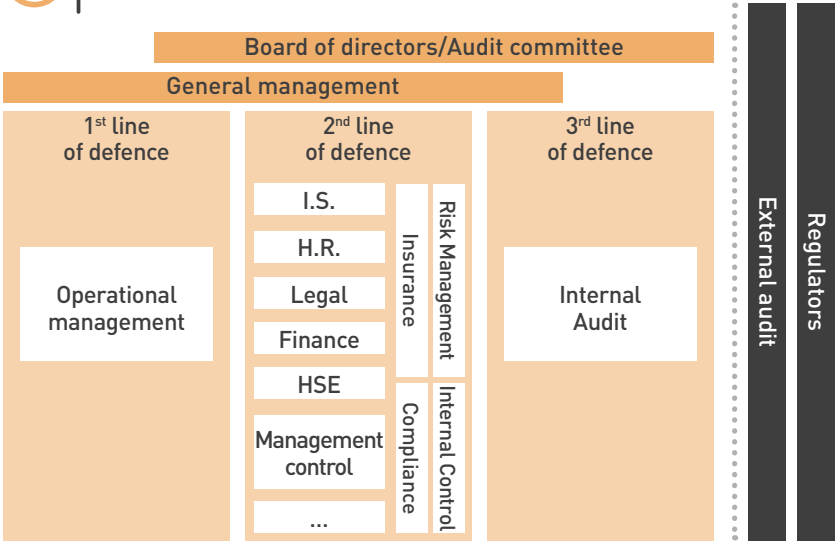 Board of directors/Audit committee
General management
1st line
of defence
Operational
management
2nd line
of defence
I.S.
H.R.
Legal
Finance
HSE
Management
control
...
Insurance
Risk Management
Compliance
Internal Control
3rd line
of defence
Internal
Audit
External audit
Regulators